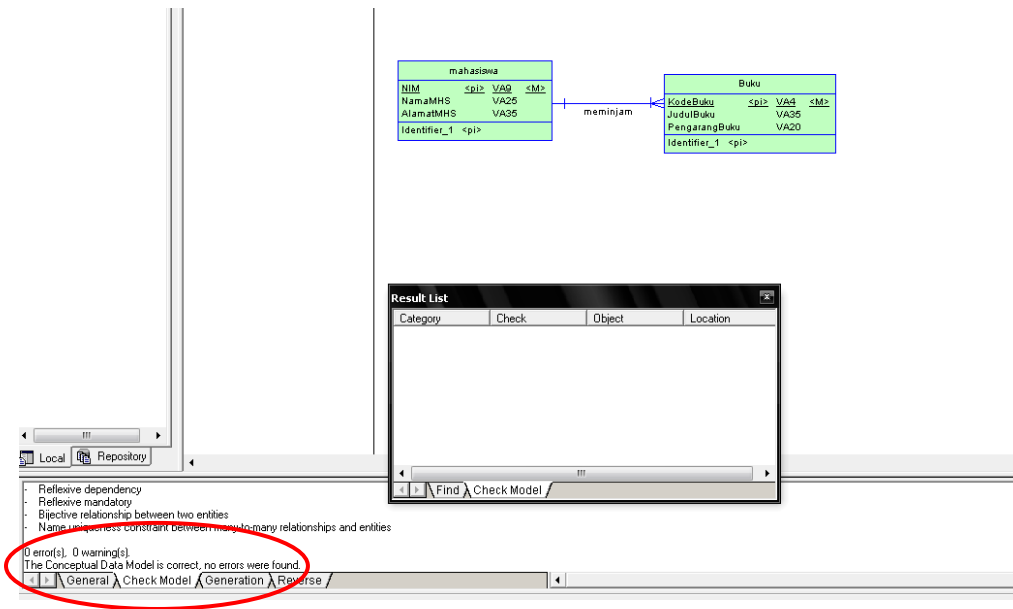 mahasiswa
NIM <pi> VA9 <M>
NamaMHS VA25
AlamatMHS VA35
Identifier_1 <pi>
meminjam
Buku
KodeBuku <pi> VA4 <M>
JudulBuku VA35
PengarangBuku VA20
Identifier_1 <pi>
Result List
Category Check Object Location
Find Check Model
Local Repository
- Reflexive dependency
- Reflexive mandatory
- Bijective relationship between two entities
- Name uniqueness constraint between many-to-many relationships and entities
0 error(s), 0 warning(s).
The Conceptual Data Model is correct, no errors were found.
General Check Model Generation Reverse